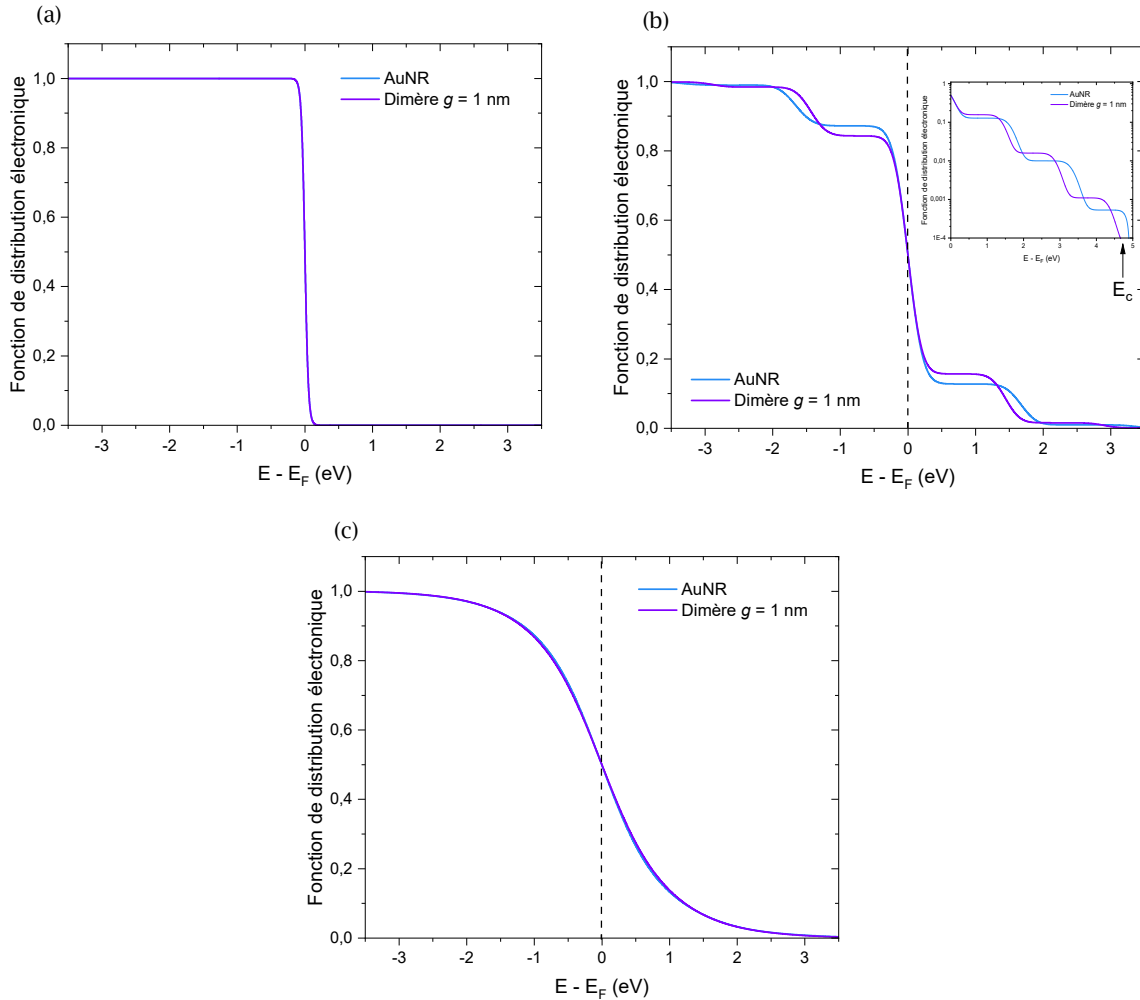 (a)
Fonction de distribution électronique
1,0
0,8
0,6
0,4
0,2
0,0
-3 -2 -1 0 1 2 3
E - E_F (eV)
AuNR
Dimère g = 1 nm
(b)
Fonction de distribution électronique
1,0
0,8
0,6
0,4
0,2
0,0
-3 -2 -1 0 1 2 3
E - E_F (eV)
AuNR
Dimère g = 1 nm
Fonction de distribution électronique
1
0,1
0,01
0,001
1E-4
0 1 2 3 4 5
E - E_F (eV)
AuNR
Dimère g = 1 nm
E_c
(c)
Fonction de distribution électronique
1,0
0,8
0,6
0,4
0,2
0,0
-3 -2 -1 0 1 2 3
E - E_F (eV)
AuNR
Dimère g = 1 nm